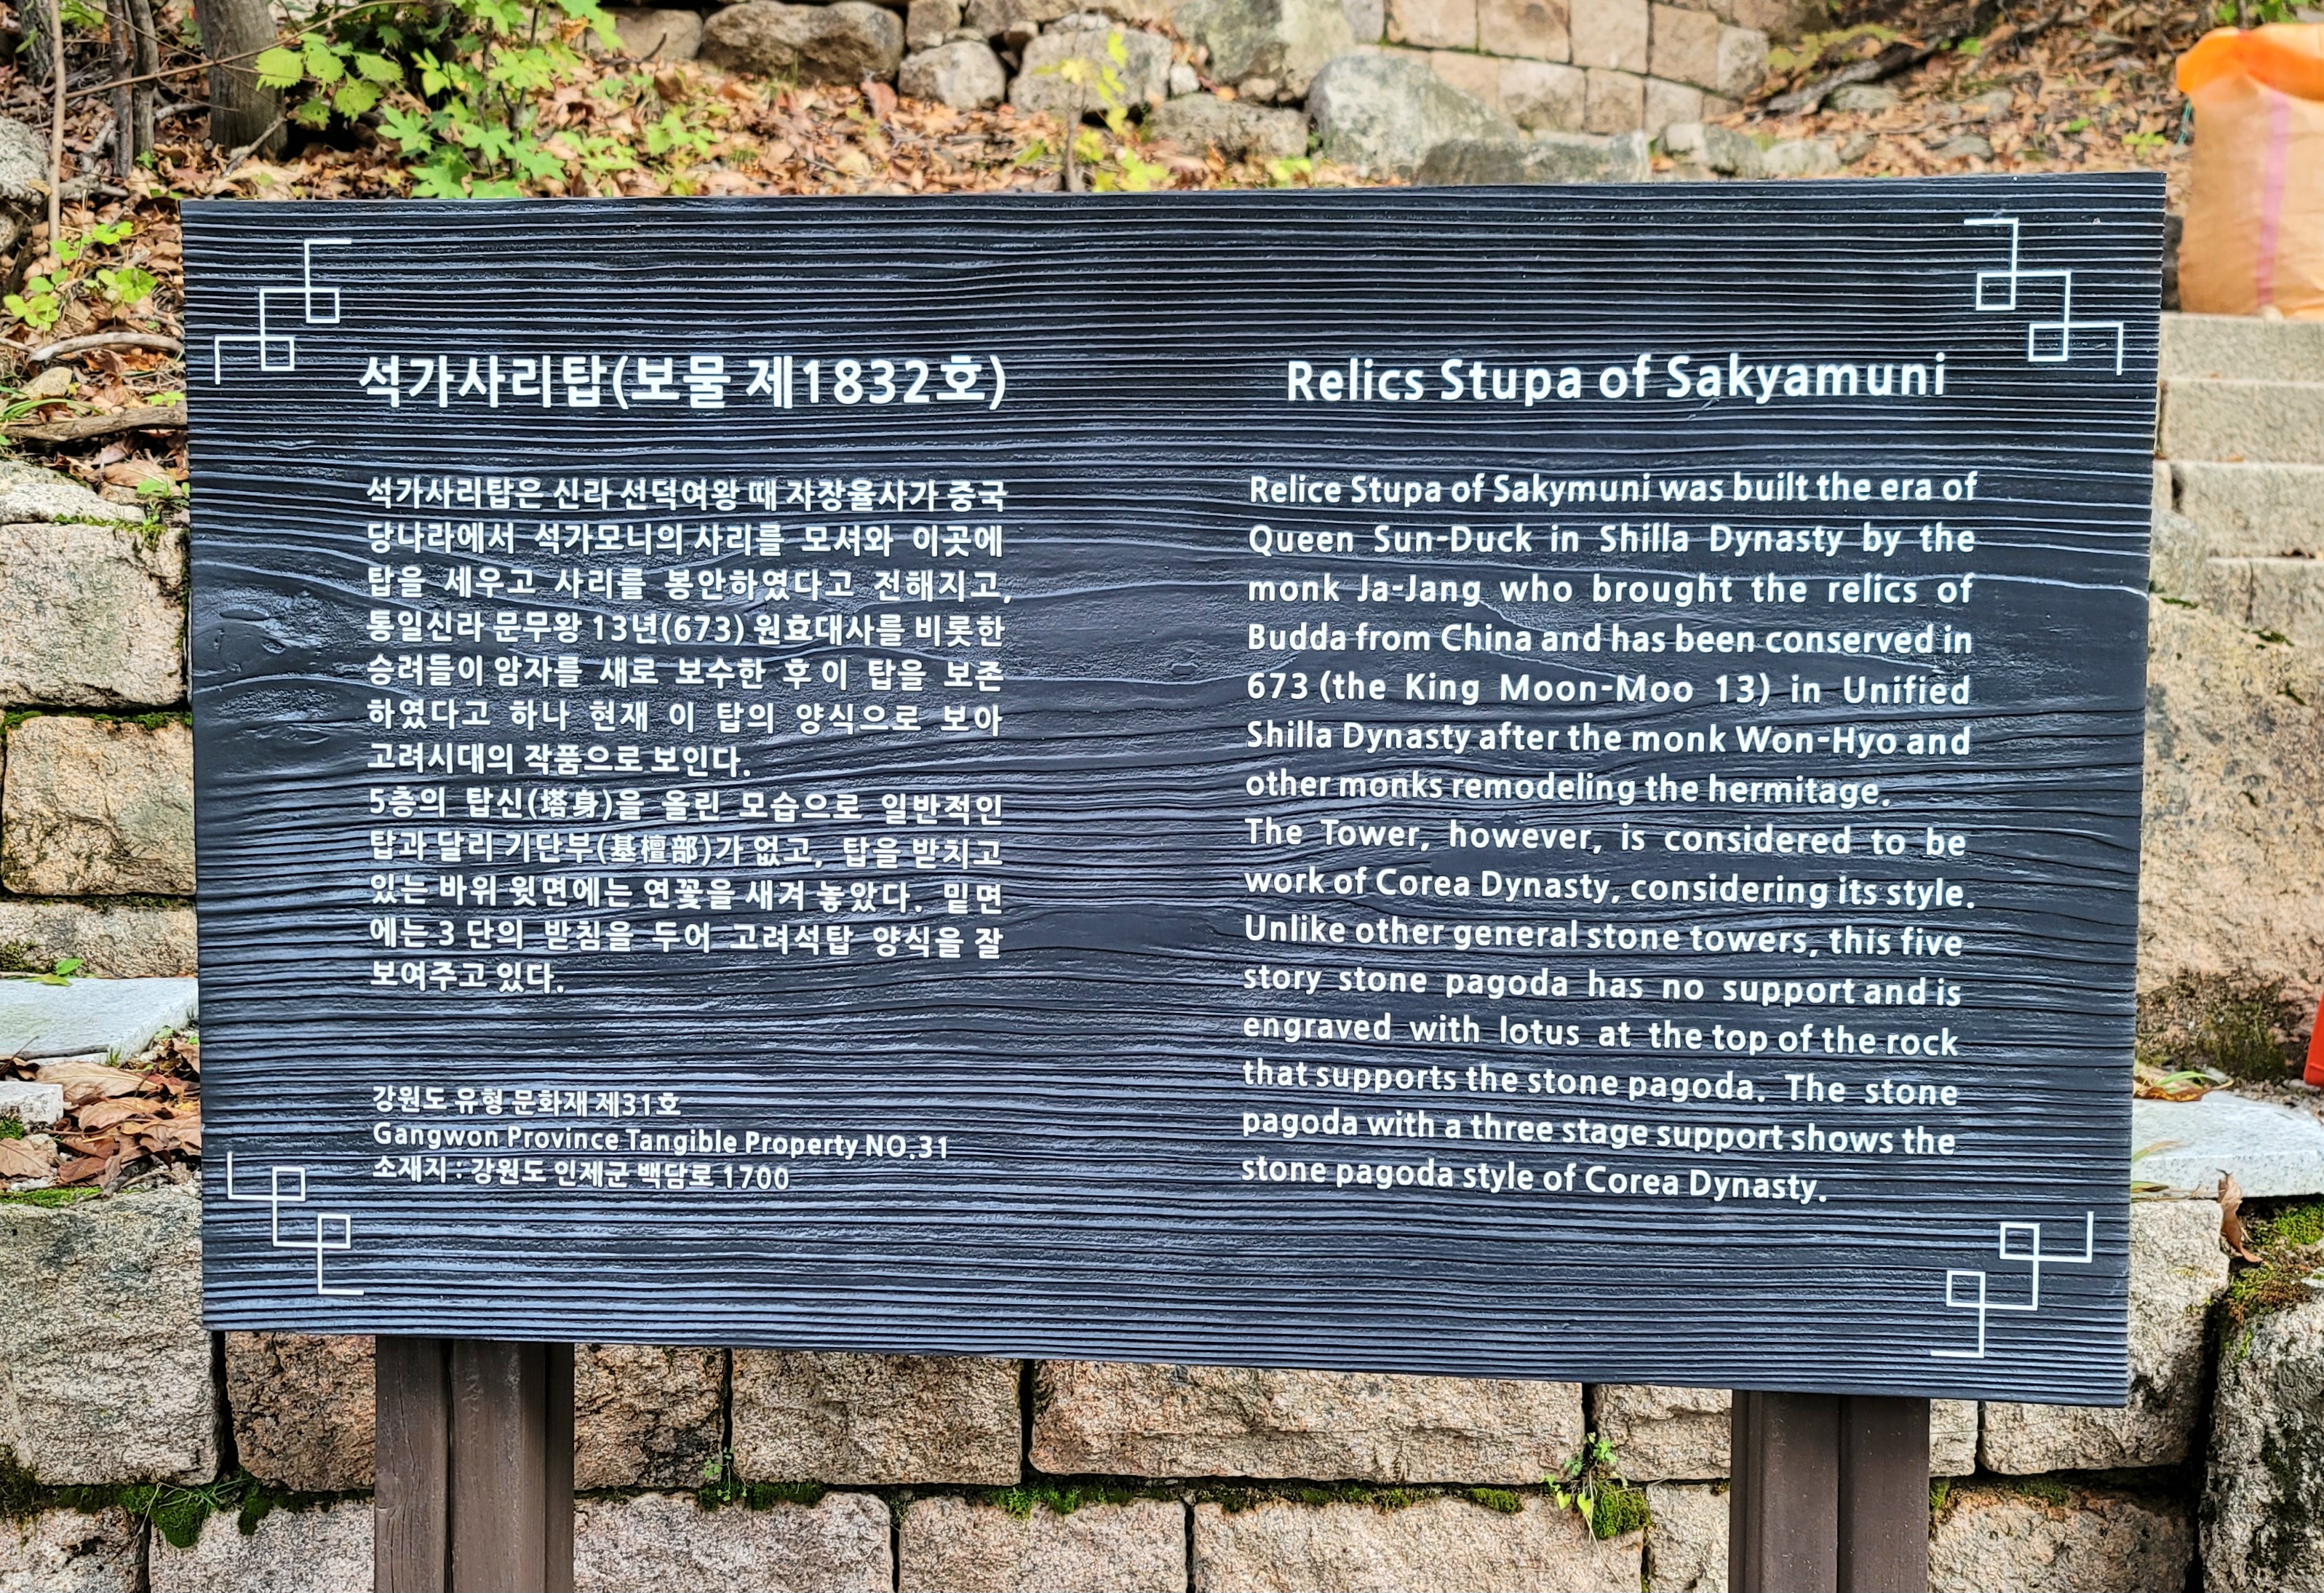 석가사리탑(보물 제1832호)
석가사리탑은 신라 선덕여왕 때 자장율사가 중국
당나라에서 석가모니의 사리를 모셔와 이곳에
탑을 세우고 사리를 봉안하였다고 전해지고,
통일신라 문무왕 13년(673) 원효대사를 비롯한
승려들이 암자를 새로 보수한 후 이 탑을 보존
하였다고 하나 현재 이 탑의 양식으로 보아
고려시대의 작품으로 보인다.
5층의 탑신(塔身)을 올린 모습으로 일반적인
탑과 달리 기단부(基檀部)가 없고, 탑을 받치고
있는 바위 윗면에는 연꽃을 새겨 놓았다. 밑면
에는 3 단의 받침을 두어 고려석탑 양식을 잘
보여주고 있다.
강원도 유형 문화재 제31호
Gangwon Province Tangible Property NO.31
소재지 : 강원도 인제군 백담로 1700
Relics Stupa of Sakyamuni
Relice Stupa of Sakymuni was built the era of
Queen Sun-Duck in Shilla Dynasty by the
monk Ja-Jang who brought the relics of
Budda from China and has been conserved in
673 (the King Moon-Moo 13) in Unified
Shilla Dynasty after the monk Won-Hyo and
other monks remodeling the hermitage.
The Tower, however, is considered to be
work of Corea Dynasty, considering its style.
Unlike other general stone towers, this five
story stone pagoda has no support and is
engraved with lotus at the top of the rock
that supports the stone pagoda. The stone
pagoda with a three stage support shows the
stone pagoda style of Corea Dynasty.